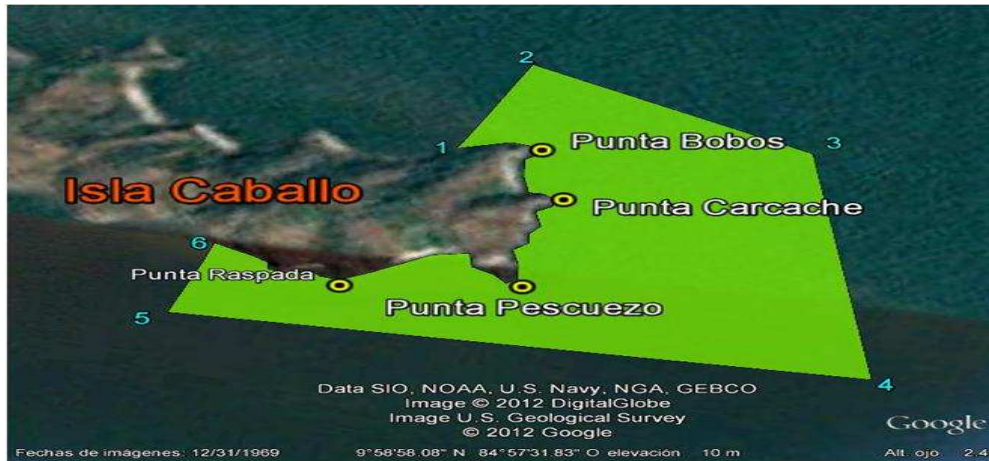 2
1
Punta Bobos
3
Isla Caballo
Punta Carcache
6
Punta Raspada
Punta Pescuezo
5
4
Data SIO, NOAA, U.S. Navy, NGA, GEBCO
Image © 2012 DigitalGlobe
Image U.S. Geological Survey
© 2012 Google
Google
Fechas de imágenes: 12/31/1969 9°58'58.08" N 84°57'31.83" O elevación 10 m Alt. ojo 2.4